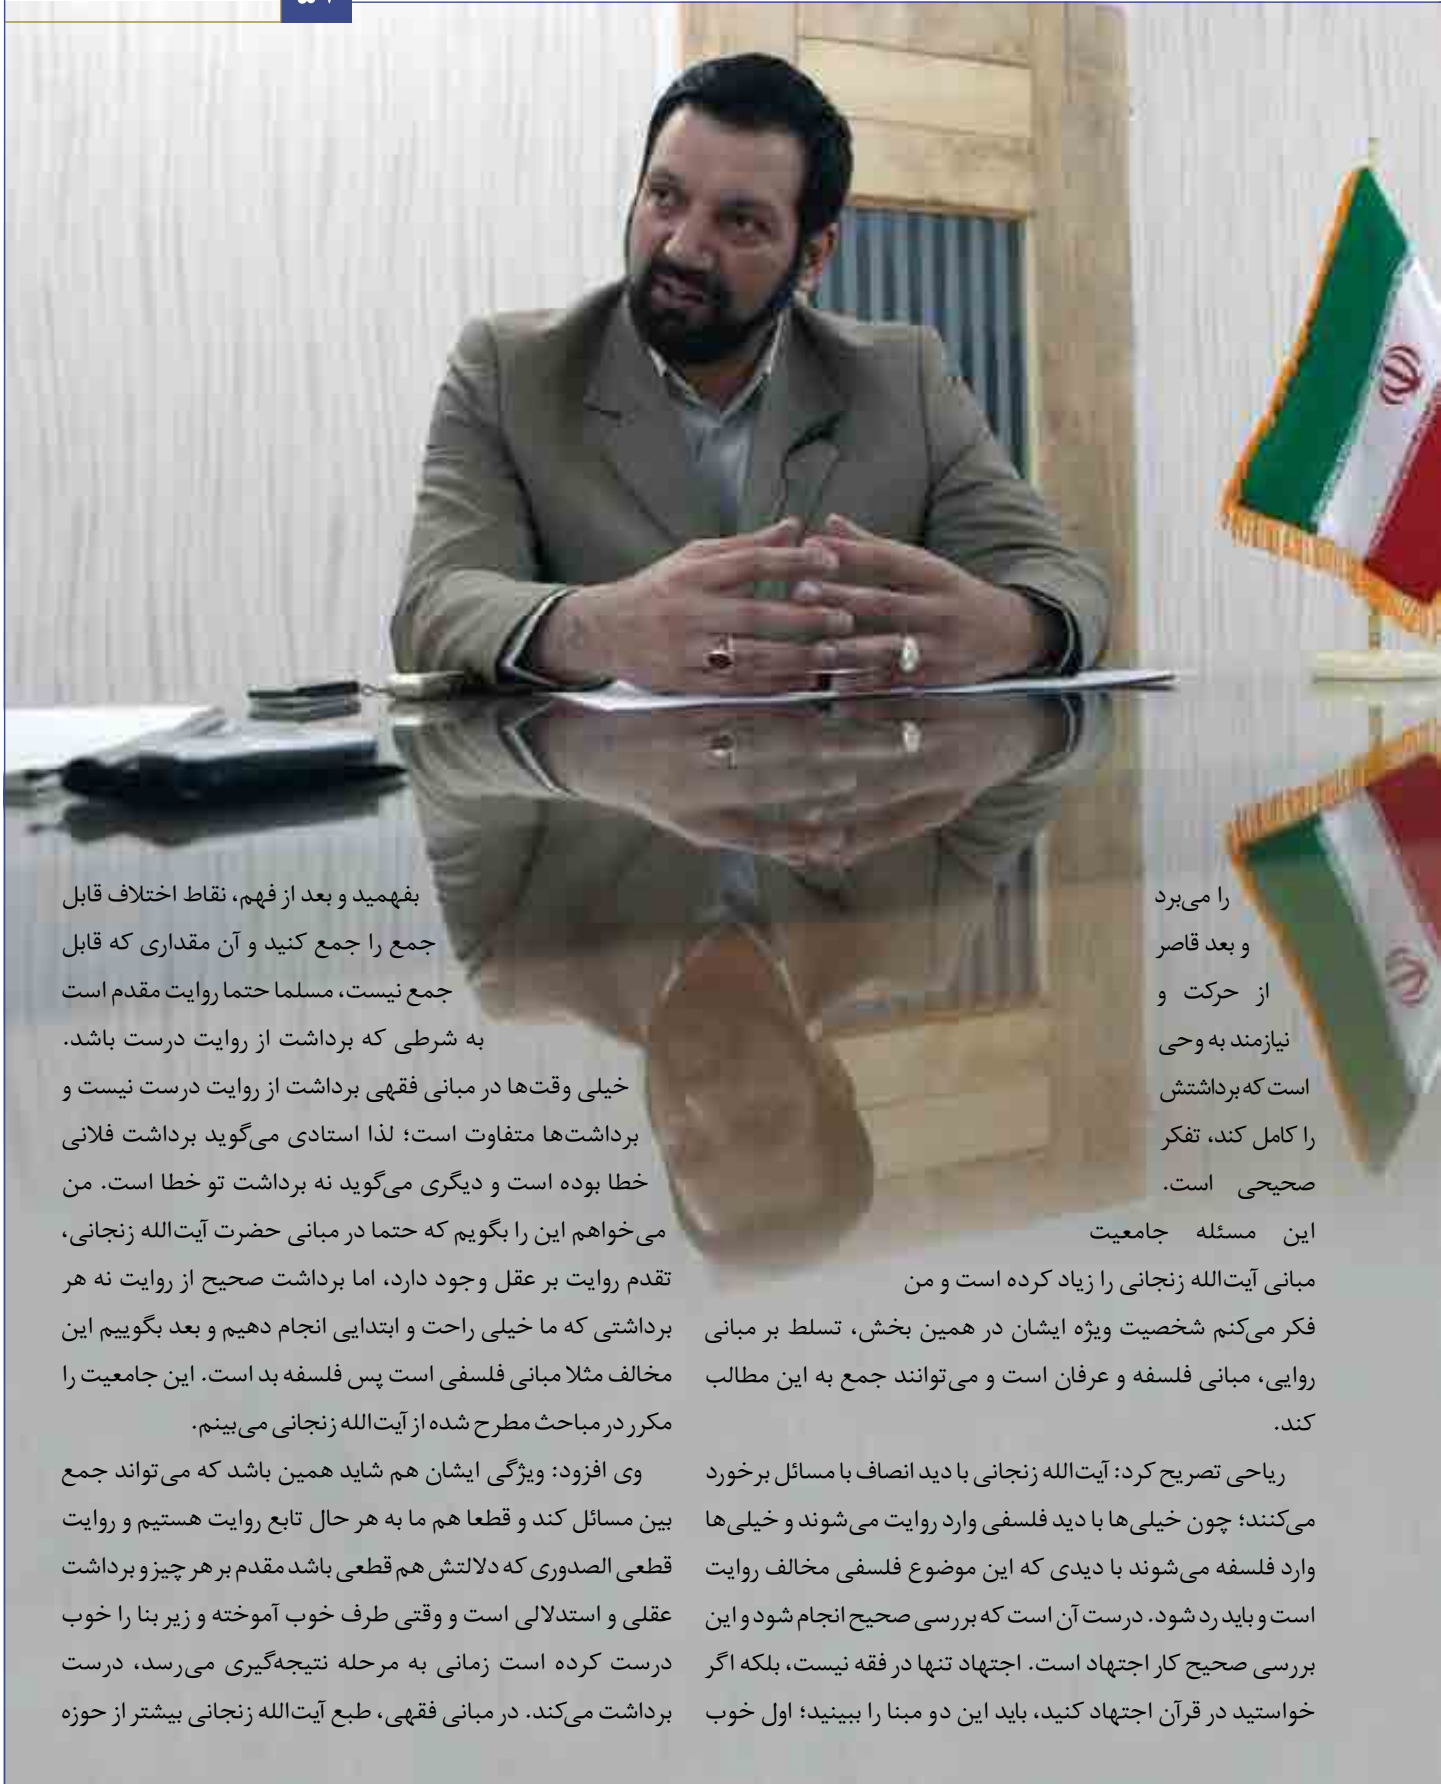 را می‌برد
و بعد قاصر
از حرکت و
نیازمند به وحی
است که برداشتش
را کامل کند، تفکر
صحیحی است.
این مسئله جامعیت
مبانی آیت‌الله زنجانی را زیاد کرده است و من
فکر می‌کنم شخصیت ویژه ایشان در همین بخش، تسلط بر مبانی
روایی، مبانی فلسفه و عرفان است و می‌توانند جمع به این مطالب
کند.
ریاحی تصریح کرد: آیت‌الله زنجانی با دید انصاف با مسائل برخورد
می‌کنند؛ چون خیلی‌ها با دید فلسفی وارد روایت می‌شوند و خیلی‌ها
وارد فلسفه می‌شوند با دیدی که این موضوع فلسفی مخالف روایت
است و باید رد شود. درست آن است که بررسی صحیح انجام شود و این
بررسی صحیح کار اجتهاد است. اجتهاد تنها در فقه نیست، بلکه اگر
خواستید در قرآن اجتهاد کنید، باید این دو مبنا را ببینید؛ اول خوب
بفهمید و بعد از فهم، نقاط اختلاف قابل
جمع را جمع کنید و آن مقداری که قابل
جمع نیست، مسلما حتما روایت مقدم است
به شرطی که برداشت از روایت درست باشد.
خیلی وقت‌ها در مبانی فقهی برداشت از روایت درست نیست و
برداشت‌ها متفاوت است؛ لذا استادی می‌گوید برداشت فلانی
خطا بوده است و دیگری می‌گوید نه برداشت تو خطا است. من
می‌خواهم این را بگویم که حتما در مبانی حضرت آیت‌الله زنجانی،
تقدم روایت بر عقل وجود دارد، اما برداشت صحیح از روایت نه هر
برداشتی که ما خیلی راحت و ابتدایی انجام دهیم و بعد بگوییم این
مخالف مثلا مبانی فلسفی است پس فلسفه بد است. این جامعیت را
مکرر در مباحث مطرح شده از آیت‌الله زنجانی می‌بینم.
وی افزود: ویژگی ایشان هم شاید همین باشد که می‌تواند جمع
بین مسائل کند و قطعا هم ما به هر حال تابع روایت هستیم و روایت
قطعی الصدوری که دلالتش هم قطعی باشد مقدم بر هر چیز و برداشت
عقلی و استدلالی است و وقتی طرف خوب آموخته و زیر بنا را خوب
درست کرده است زمانی به مرحله نتیجه‌گیری می‌رسد، درست
برداشت می‌کند. در مبانی فقهی، طبع آیت‌الله زنجانی بیشتر از حوزه